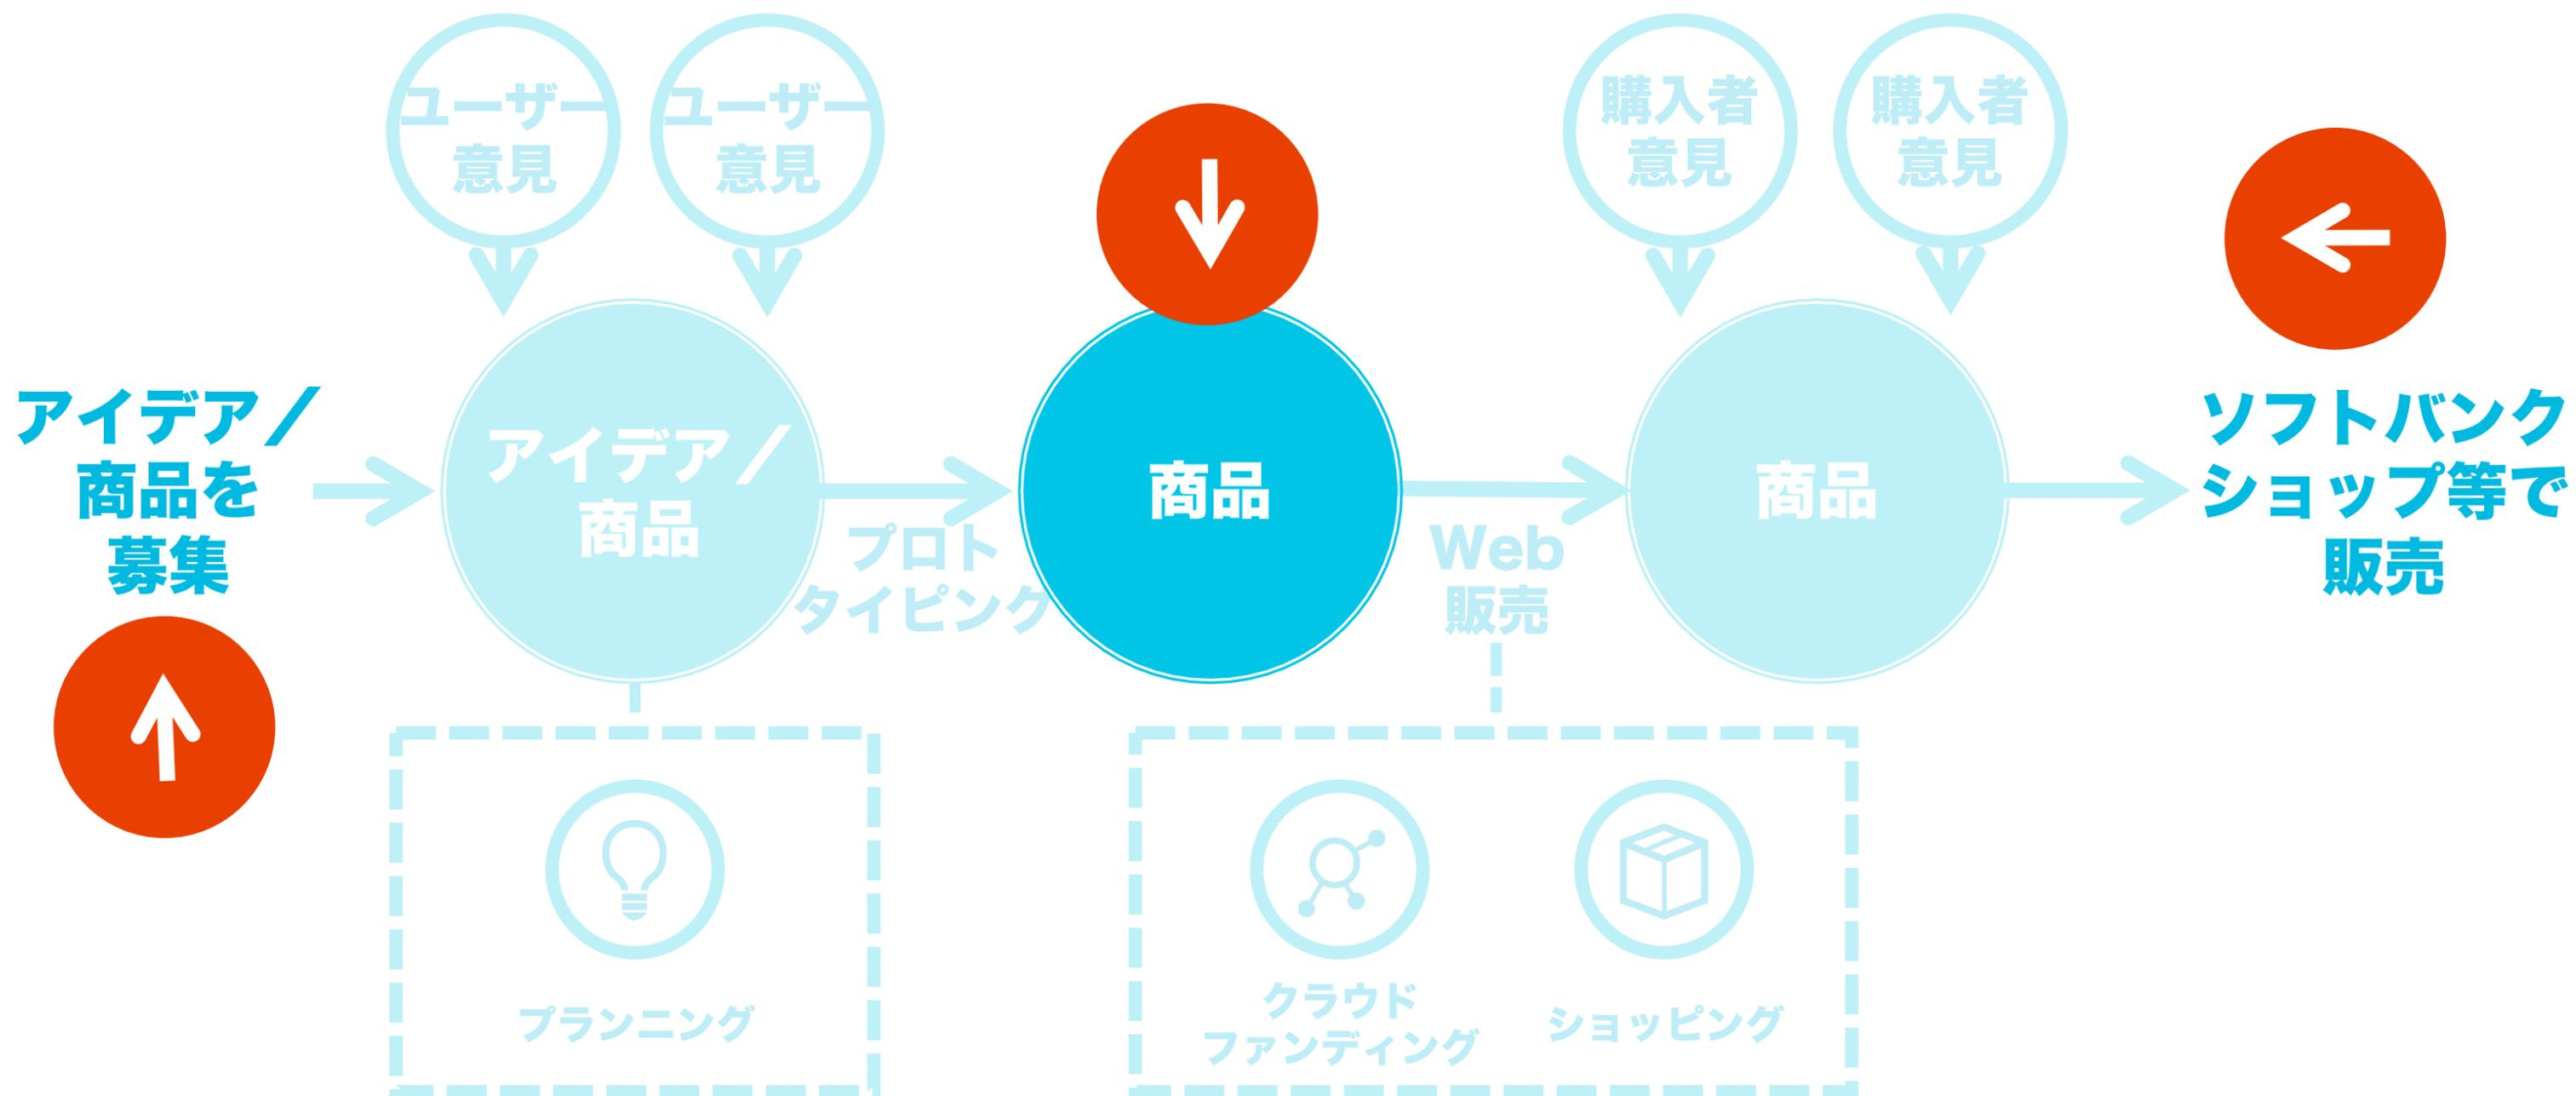 ユーザー
意見
ユーザー
意見
購入者
意見
購入者
意見
アイデア／
商品を
募集
アイデア／
商品
プロト
タイピング
商品
Web
販売
商品
ソフトバンク
ショップ等で
販売
プランニング
クラウド
ファンディング
ショッピング